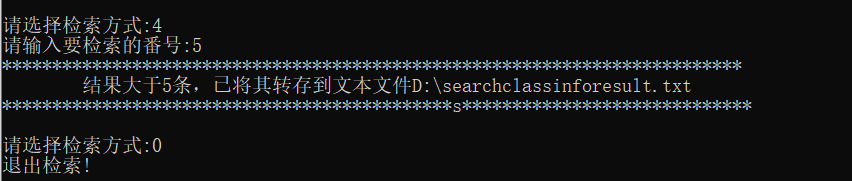 请选择检索方式:4
请输入要检索的番号:5
**************************************************************************
结果大于5条，已将其转存到文本文件D:\searchclassinforesult.txt
*********************************************s*****************************
请选择检索方式:0
退出检索!